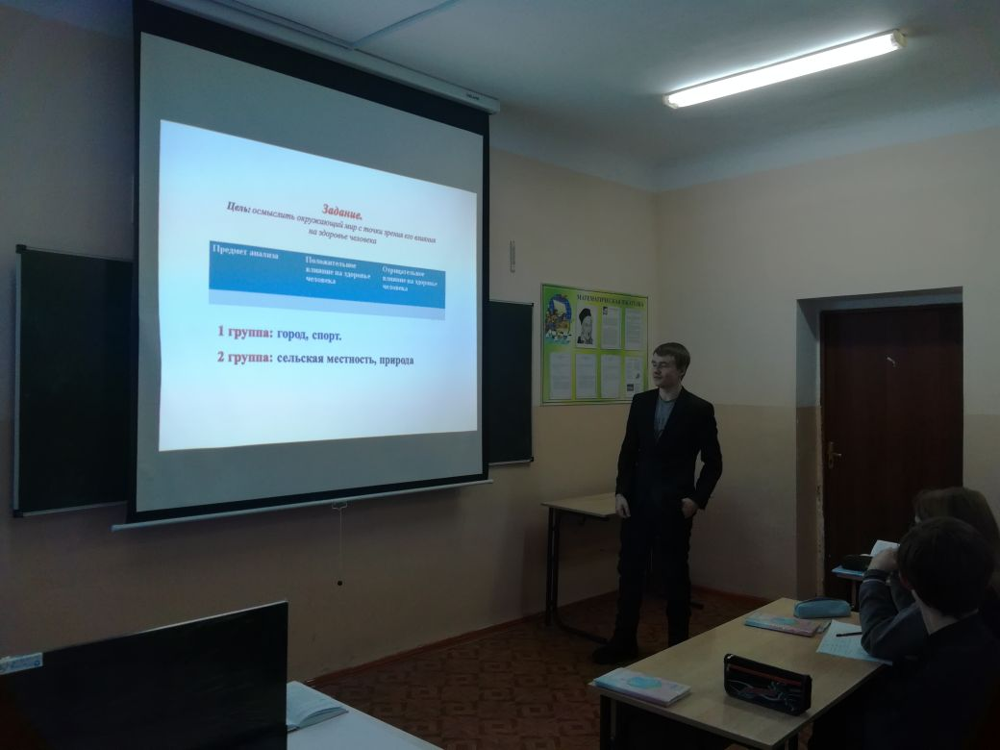 Задание.
Цель: осмыслить окружающий мир с точки зрения его влияния
на здоровье человека
Предмет анализа
Положительное
влияние на здоровье
человека
Отрицательное
влияние на здоровье
человека
1 группа: город, спорт.
2 группа: сельская местность, природа
МАТЕМАТИЧЕСКАЯ